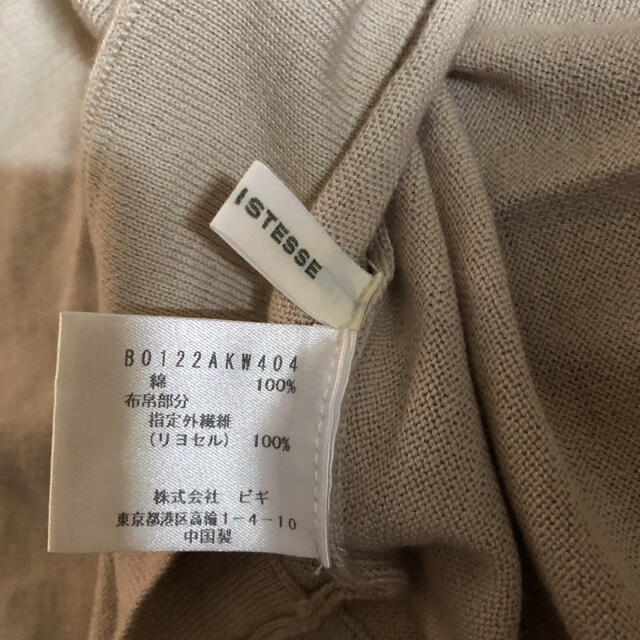 ISTESSE
B0122AKW404
綿 100%
布帛部分
指定外繊維
(リヨセル) 100%
株式会社 ビギ
東京都港区高輪1-4-10
中国製